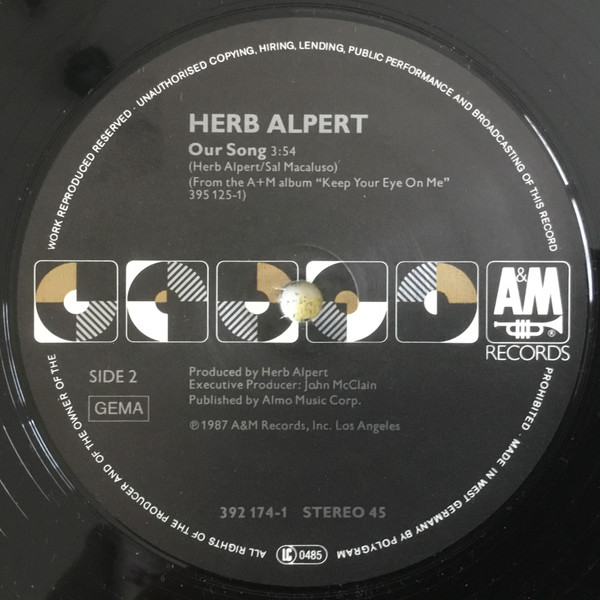 WORK REPRODUCED RESERVED · UNAUTHORISED COPYING, HIRING, LENDING, PUBLIC PERFORMANCE AND BROADCASTING OF THIS RECORD
HERB ALPERT
Our Song 3:54
(Herb Alpert/Sal Macaluso)
(From the A+M album “Keep Your Eye On Me”
395 125-1)
A&M
®
RECORDS
SIDE 2
GEMA
Produced by Herb Alpert
Executive Producer: John McClain
Published by Almo Music Corp.
℗ 1987 A&M Records, Inc. Los Angeles
392 174-1 STEREO 45
PROHIBITED · MADE IN WEST GERMANY BY POLYGRAM
LC 0485
ALL RIGHTS OF THE PRODUCER AND OF THE OWNER OF THE